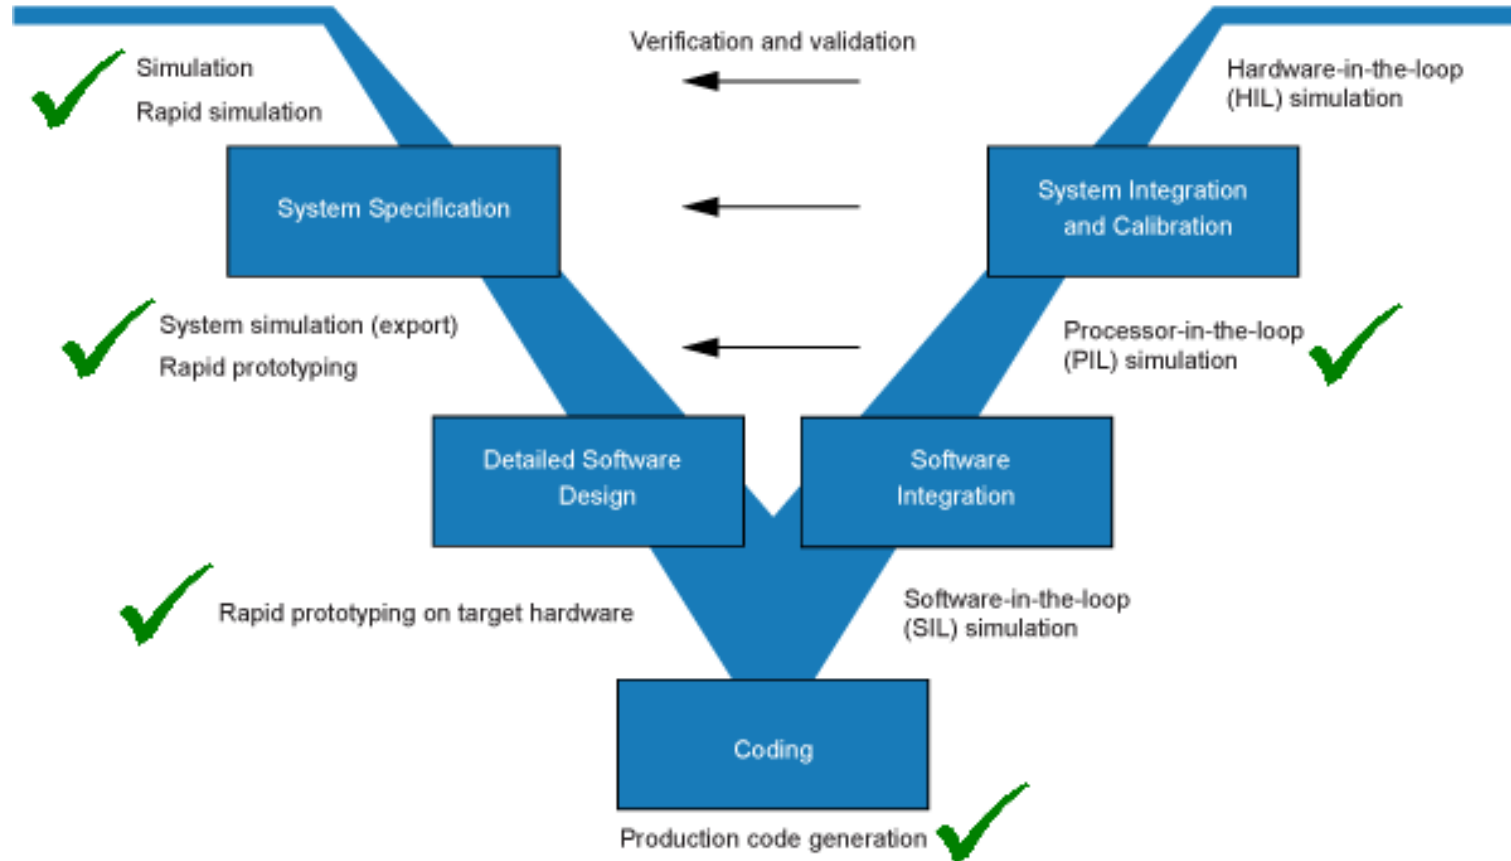 Verification and validation
Simulation
Rapid simulation
Hardware-in-the-loop
(HIL) simulation
System Specification
System Integration
and Calibration
System simulation (export)
Rapid prototyping
Processor-in-the-loop
(PIL) simulation
Detailed Software
Design
Software
Integration
Rapid prototyping on target hardware
Software-in-the-loop
(SIL) simulation
Coding
Production code generation